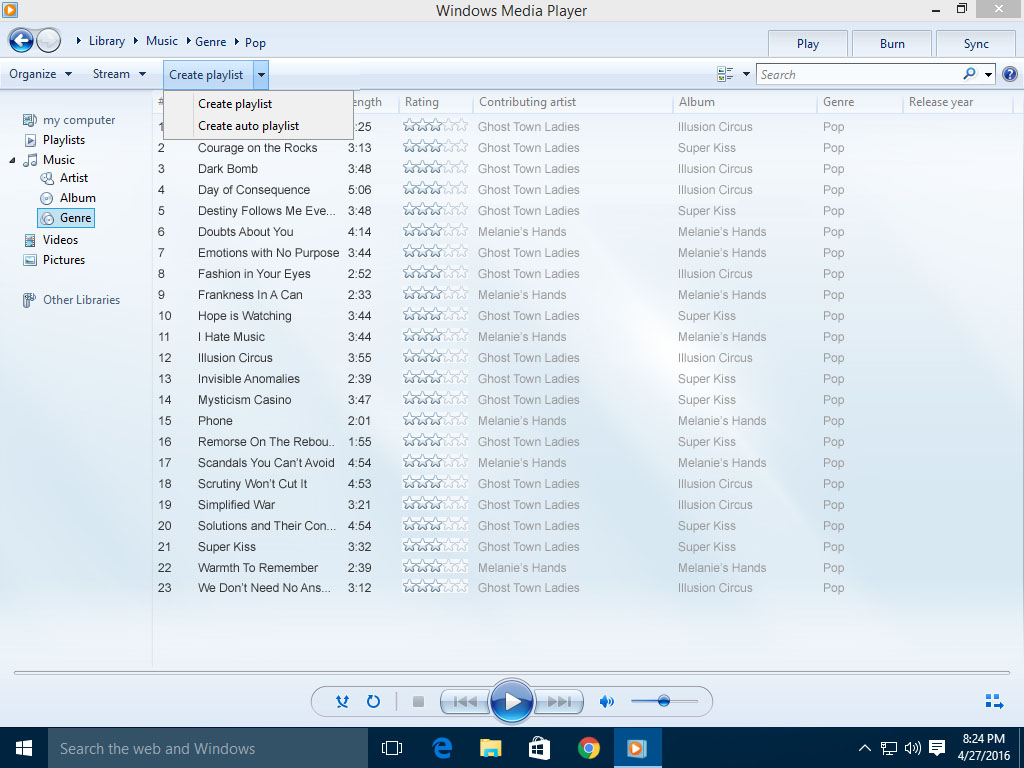 Windows Media Player
Library Music Genre Pop
Play Burn Sync
Organize Stream Create playlist Search
Create playlist
Create auto playlist
# ength Rating Contributing artist Album Genre Release year
1 :25 Ghost Town Ladies Illusion Circus Pop
2 Courage on the Rocks 3:13 Ghost Town Ladies Super Kiss Pop
3 Dark Bomb 3:48 Ghost Town Ladies Illusion Circus Pop
4 Day of Consequence 5:06 Ghost Town Ladies Illusion Circus Pop
5 Destiny Follows Me Eve... 3:48 Ghost Town Ladies Super Kiss Pop
6 Doubts About You 4:14 Melanie's Hands Melanie's Hands Pop
7 Emotions with No Purpose 3:44 Ghost Town Ladies Melanie's Hands Pop
8 Fashion in Your Eyes 2:52 Ghost Town Ladies Illusion Circus Pop
9 Frankness In A Can 2:33 Melanie's Hands Melanie's Hands Pop
10 Hope is Watching 3:44 Ghost Town Ladies Super Kiss Pop
11 I Hate Music 3:44 Melanie's Hands Melanie's Hands Pop
12 Illusion Circus 3:55 Ghost Town Ladies Illusion Circus Pop
13 Invisible Anomalies 2:39 Ghost Town Ladies Super Kiss Pop
14 Mysticism Casino 3:47 Ghost Town Ladies Super Kiss Pop
15 Phone 2:01 Melanie's Hands Melanie's Hands Pop
16 Remorse On The Rebou.. 1:55 Ghost Town Ladies Super Kiss Pop
17 Scandals You Can't Avoid 4:54 Melanie's Hands Melanie's Hands Pop
18 Scrutiny Won't Cut It 4:53 Ghost Town Ladies Illusion Circus Pop
19 Simplified War 3:21 Ghost Town Ladies Illusion Circus Pop
20 Solutions and Their Con... 4:54 Ghost Town Ladies Super Kiss Pop
21 Super Kiss 3:32 Ghost Town Ladies Super Kiss Pop
22 Warmth To Remember 2:39 Melanie's Hands Melanie's Hands Pop
23 We Don't Need No Ans... 3:12 Ghost Town Ladies Illusion Circus Pop
my computer
Playlists
Music
Artist
Album
Genre
Videos
Pictures
Other Libraries
Search the web and Windows
8:24 PM
4/27/2016